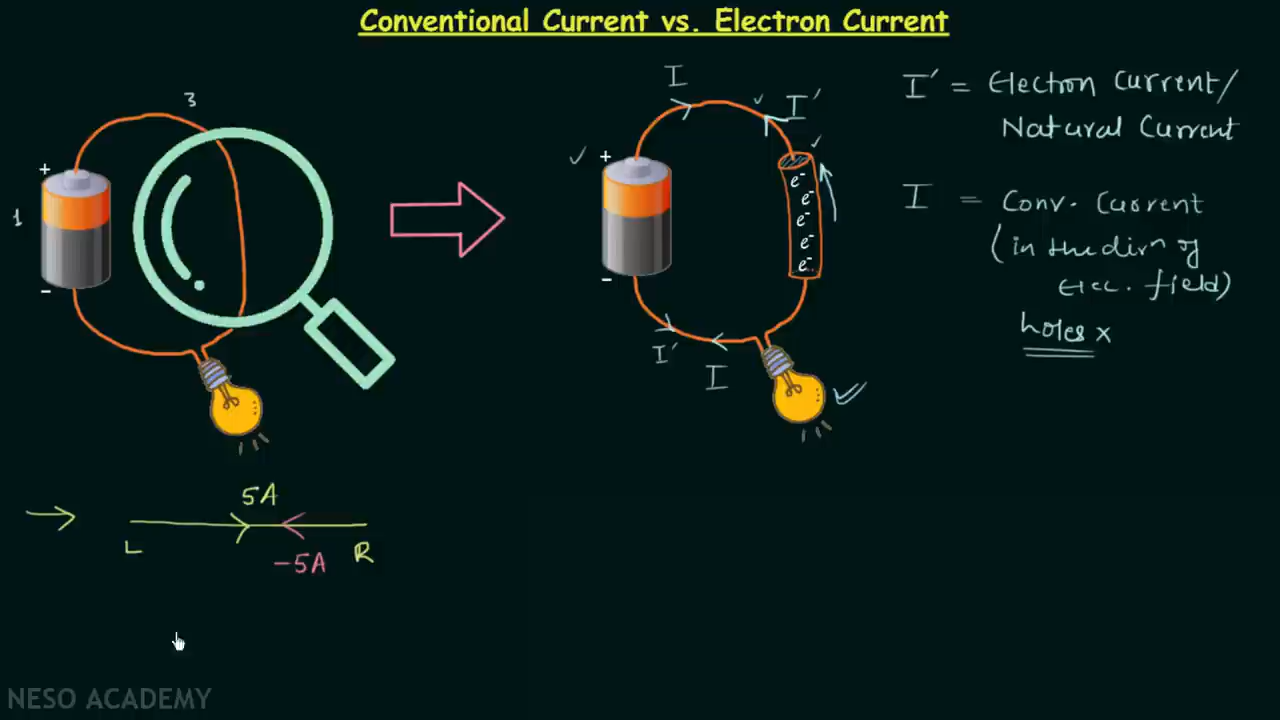 Conventional Current vs. Electron Current
3
+
1
-
I
I'
+
e-
e-
e-
e-
e-
-
I'
I
I' = Electron Current/
Natural Current
I = Conv. Current
(in the dirn of
elec. field)
holes x
5A
L
-5A
R
NESO ACADEMY